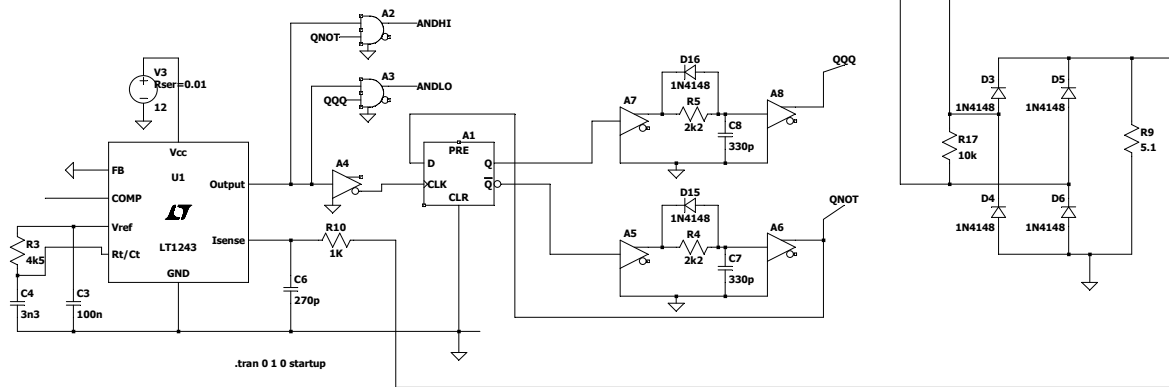 A2
ANDHI
QNOT
V3
Rser=0.01
12
A3
ANDLO
QQQ
D16
1N4148
QQQ
A7
R5
2k2
A8
C8
330p
D3
1N4148
D5
1N4148
R17
10k
R9
5.1
D4
1N4148
D6
1N4148
A1
PRE
D
Q
CLK
Q
CLR
Vcc
FB
U1
Output
COMP
Vref
LT1243
Isense
Rt/Ct
GND
A4
R10
1K
R3
4k5
C4
3n3
C3
100n
C6
270p
D15
1N4148
QNOT
A5
R4
2k2
A6
C7
330p
.tran 0 1 0 startup